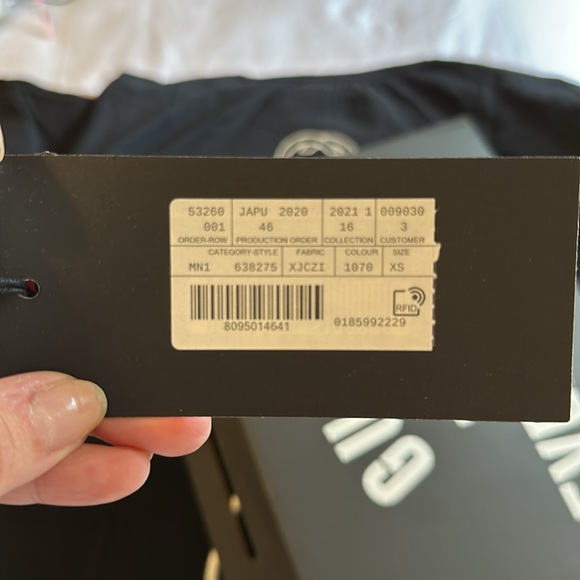 53260 JAPU 2020 2021 1 009030
001 46 16 3
ORDER-ROW PRODUCTION ORDER COLLECTION CUSTOMER
CATEGORY-STYLE FABRIC COLOUR SIZE
MN1 638275 XJCZI 1070 XS
RFID
8095014641 0185992229